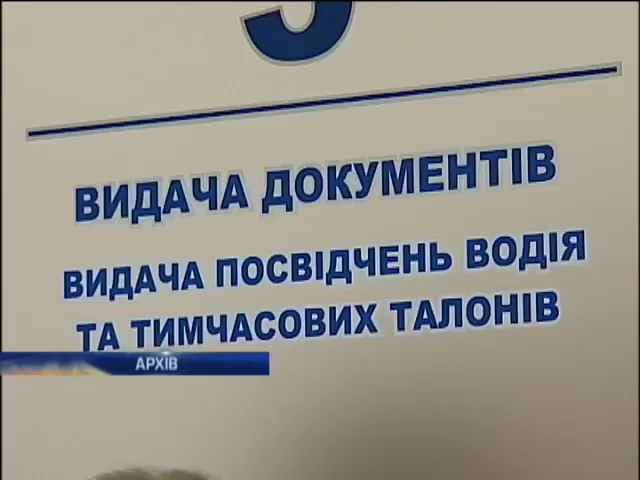 ВИДАЧА ДОКУМЕНТІВ
ВИДАЧА ПОСВІДЧЕНЬ ВОДІЯ
ТА ТИМЧАСОВИХ ТАЛОНІВ
АРХІВ